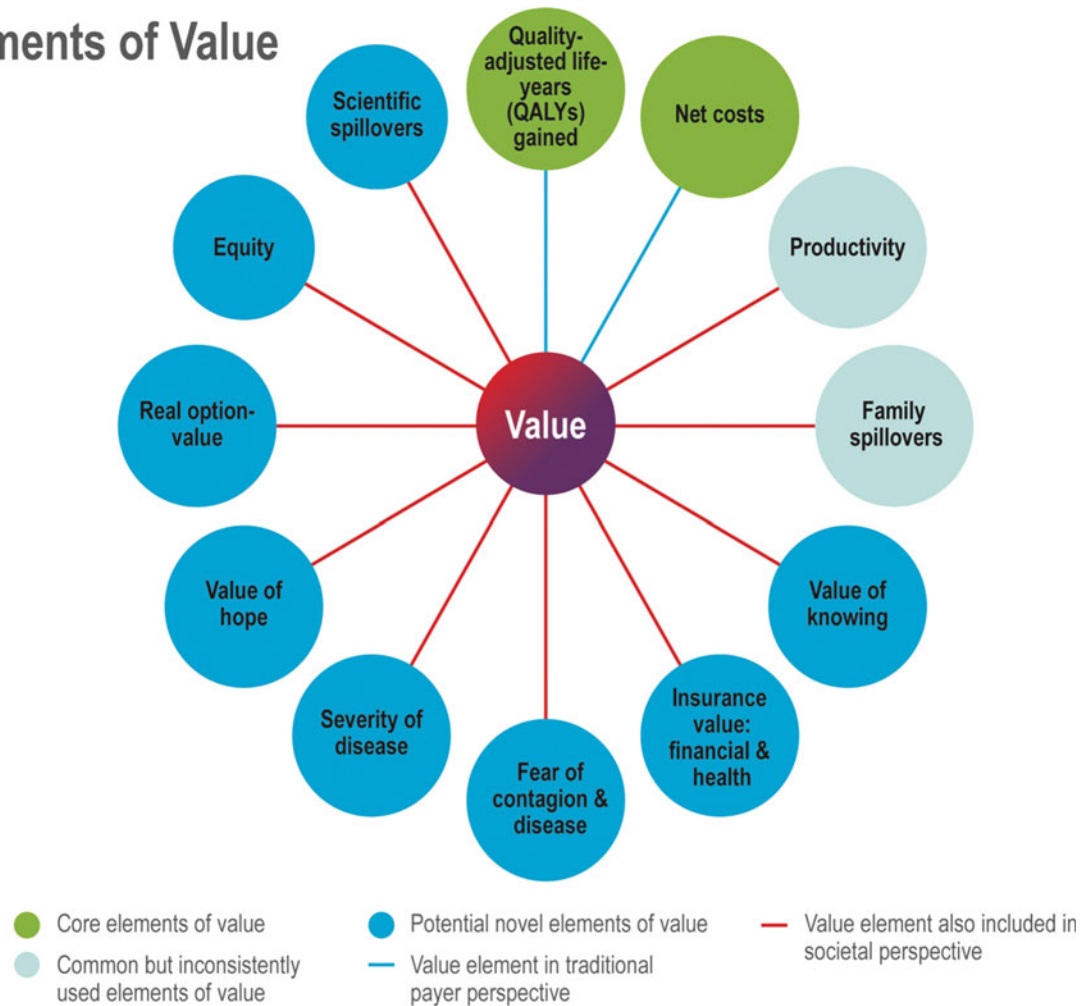 ments of Value
Quality-
adjusted life-
years
(QALYs)
gained
Net costs
Productivity
Family
spillovers
Value of
knowing
Insurance
value:
financial &
health
Fear of
contagion &
disease
Severity of
disease
Value of
hope
Real option-
value
Equity
Scientific
spillovers
Value
Core elements of value
Common but inconsistently
used elements of value
Potential novel elements of value
Value element in traditional
payer perspective
Value element also included in
societal perspective